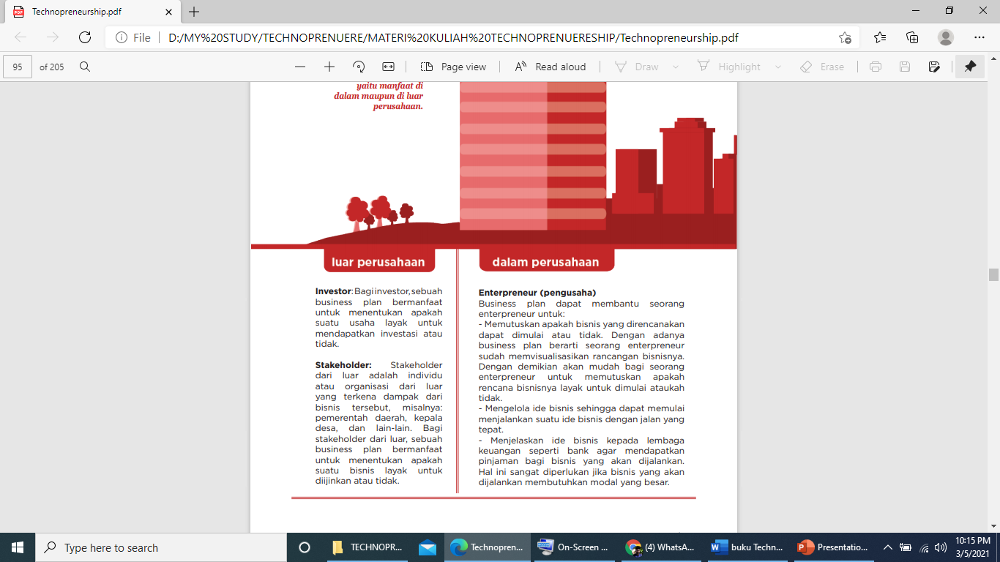 Technopreneurship.pdf
File
D:/MY%20STUDY/TECHNOPRENUERE/MATERI%20KULIAH%20TECHNOPRENUERESHIP/Technopreneurship.pdf
95 of 205
Page view
Read aloud
Draw
Highlight
Erase
yaitu manfaat di
dalam maupun di luar
perusahaan.
luar perusahaan
Investor: Bagi investor, sebuah
business plan bermanfaat
untuk menentukan apakah
suatu usaha layak untuk
mendapatkan investasi atau
tidak.
Stakeholder: Stakeholder
dari luar adalah individu
atau organisasi dari luar
yang terkena dampak dari
bisnis tersebut, misalnya:
pemerentah daerah, kepala
desa, dan lain-lain. Bagi
stakeholder dari luar, sebuah
business plan bermanfaat
untuk menentukan apakah
suatu bisnis layak untuk
diijinkan atau tidak.
dalam perusahaan
Enterpreneur (pengusaha)
Business plan dapat membantu seorang
enterpreneur untuk:
- Memutuskan apakah bisnis yang direncanakan
dapat dimulai atau tidak. Dengan adanya
business plan berarti seorang enterpreneur
sudah memvisualisasikan rancangan bisnisnya.
Dengan demikian akan mudah bagi seorang
enterpreneur untuk memutuskan apakah
rencana bisnisnya layak untuk dimulai ataukah
tidak.
- Mengelola ide bisnis sehingga dapat memulai
menjalankan suatu ide bisnis dengan jalan yang
tepat.
- Menjelaskan ide bisnis kepada lembaga
keuangan seperti bank agar mendapatkan
pinjaman bagi bisnis yang akan dijalankan.
Hal ini sangat diperlukan jika bisnis yang akan
dijalankan membutuhkan modal yang besar.
Type here to search
TECHNOPR...
Technopren...
On-Screen ...
(4) WhatsA...
buku Techn...
Presentatio...
10:15 PM
3/5/2021